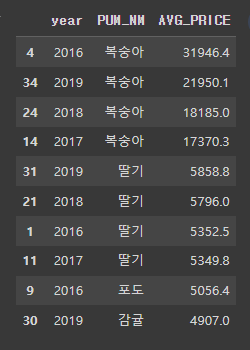 year PUM_NM AVG_PRICE
4 2016 복숭아 31946.4
34 2019 복숭아 21950.1
24 2018 복숭아 18185.0
14 2017 복숭아 17370.3
31 2019 딸기 5858.8
21 2018 딸기 5796.0
1 2016 딸기 5352.5
11 2017 딸기 5349.8
9 2016 포도 5056.4
30 2019 감귤 4907.0